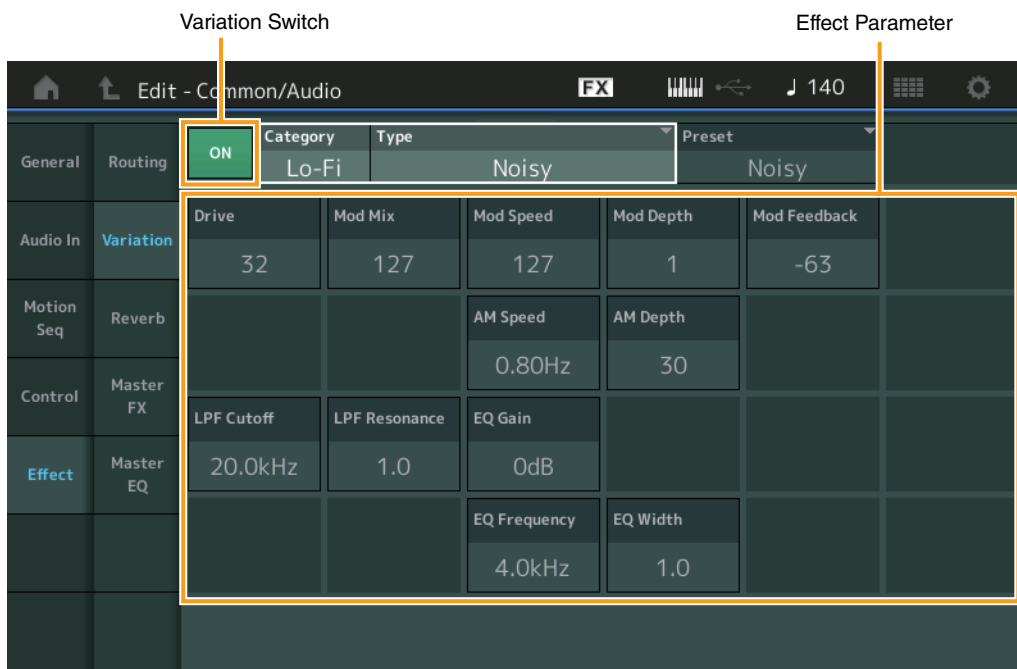 Variation Switch
Effect Parameter
Edit - Common/Audio
FX
♩ 140
General
Routing
ON
Category
Lo-Fi
Type
Noisy
Preset
Noisy
Audio In
Variation
Drive
32
Mod Mix
127
Mod Speed
127
Mod Depth
1
Mod Feedback
-63
Motion
Seq
Reverb
AM Speed
0.80Hz
AM Depth
30
Control
Master
FX
LPF Cutoff
20.0kHz
LPF Resonance
1.0
EQ Gain
0dB
Effect
Master
EQ
EQ Frequency
4.0kHz
EQ Width
1.0